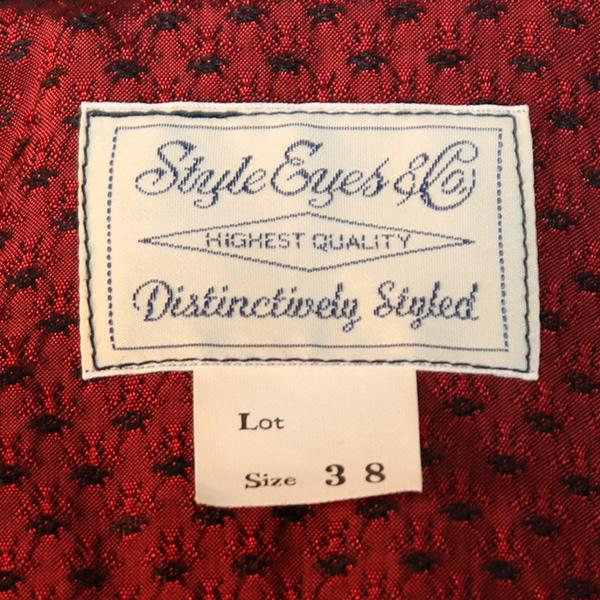 Style Eyes & Co
HIGHEST QUALITY
Distinctively Styled
Lot
Size 38